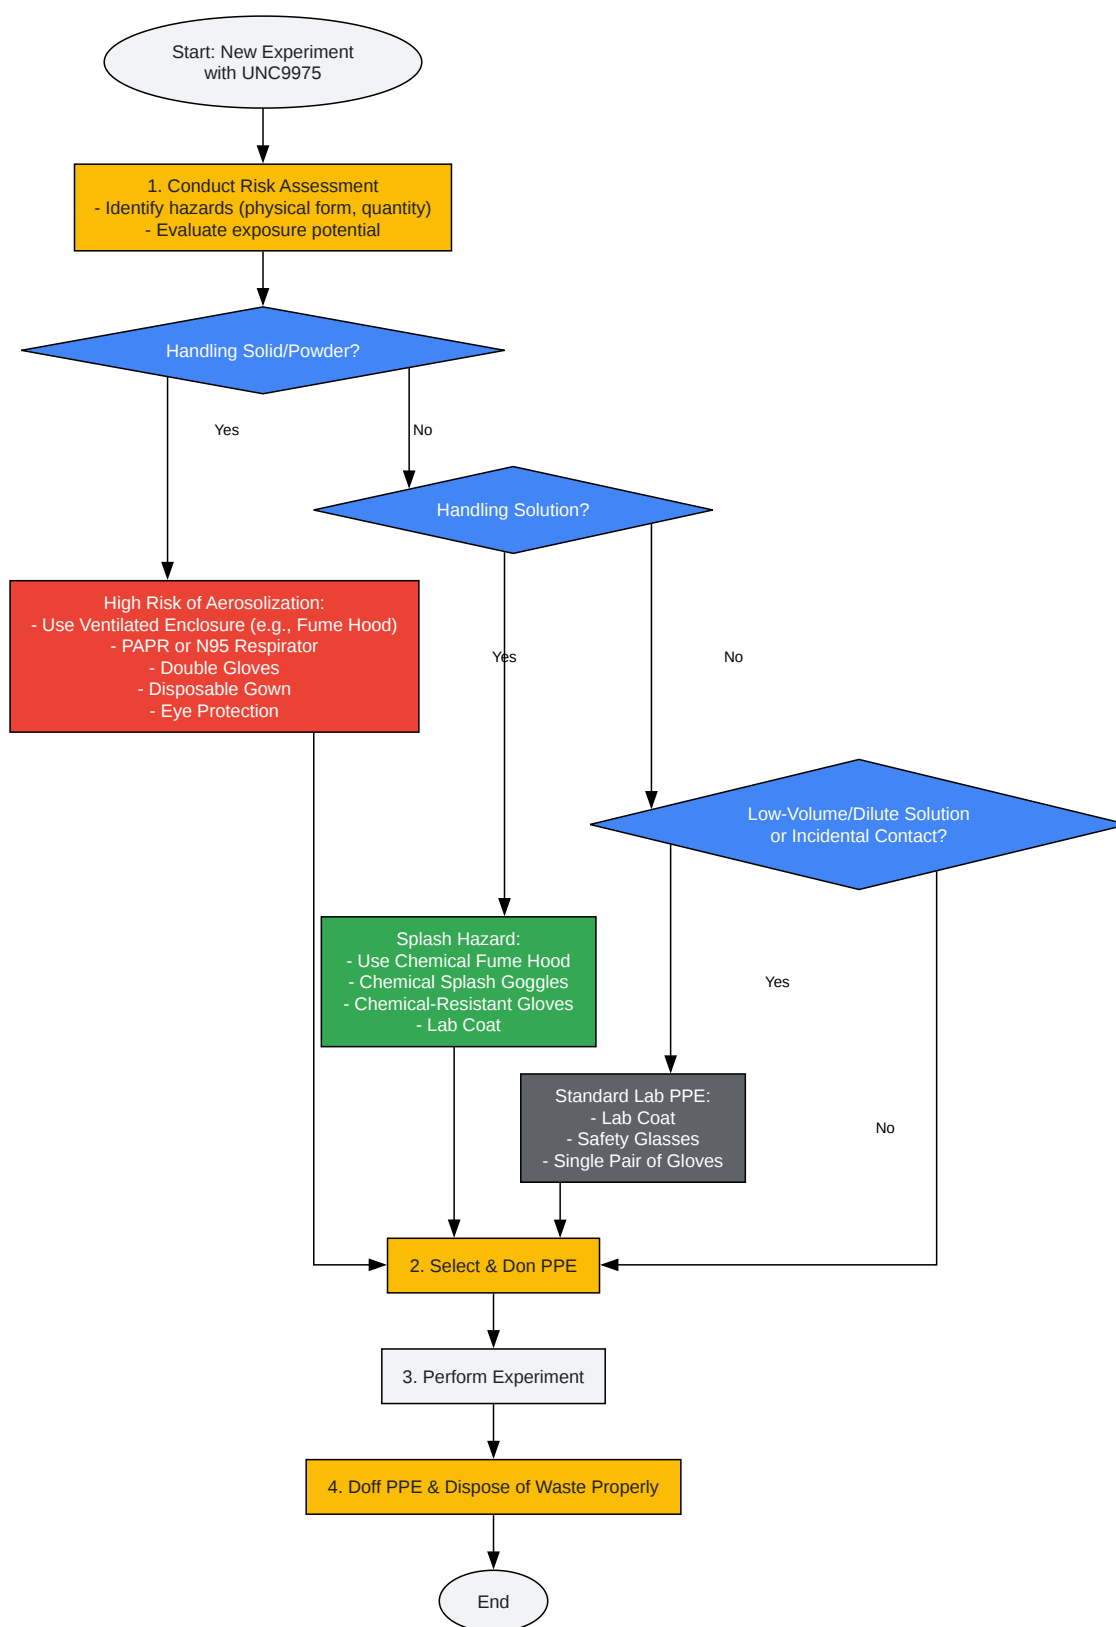 Start: New Experiment
with UNC9975
1. Conduct Risk Assessment
- Identify hazards (physical form, quantity)
- Evaluate exposure potential
Handling Solid/Powder?
Yes
No
Handling Solution?
High Risk of Aerosolization:
- Use Ventilated Enclosure (e.g., Fume Hood)
- PAPR or N95 Respirator
- Double Gloves
- Disposable Gown
- Eye Protection
Yes
No
Low-Volume/Dilute Solution
or Incidental Contact?
Splash Hazard:
- Use Chemical Fume Hood
- Chemical Splash Goggles
- Chemical-Resistant Gloves
- Lab Coat
Yes
Standard Lab PPE:
- Lab Coat
- Safety Glasses
- Single Pair of Gloves
No
2. Select & Don PPE
3. Perform Experiment
4. Doff PPE & Dispose of Waste Properly
End